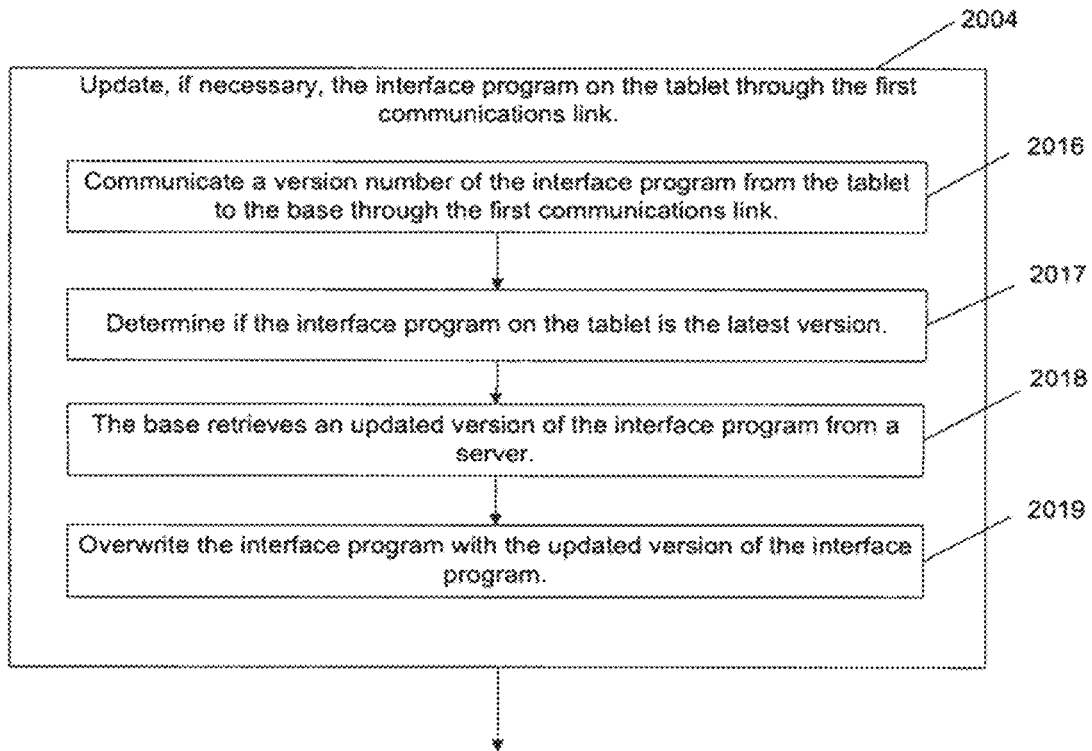 2004
Update, if necessary, the interface program on the tablet through the first
communications link.
2016
Communicate a version number of the interface program from the tablet
to the base through the first communications link.
2017
Determine if the interface program on the tablet is the latest version.
2018
The base retrieves an updated version of the interface program from a
server.
2019
Overwrite the interface program with the updated version of the interface
program.